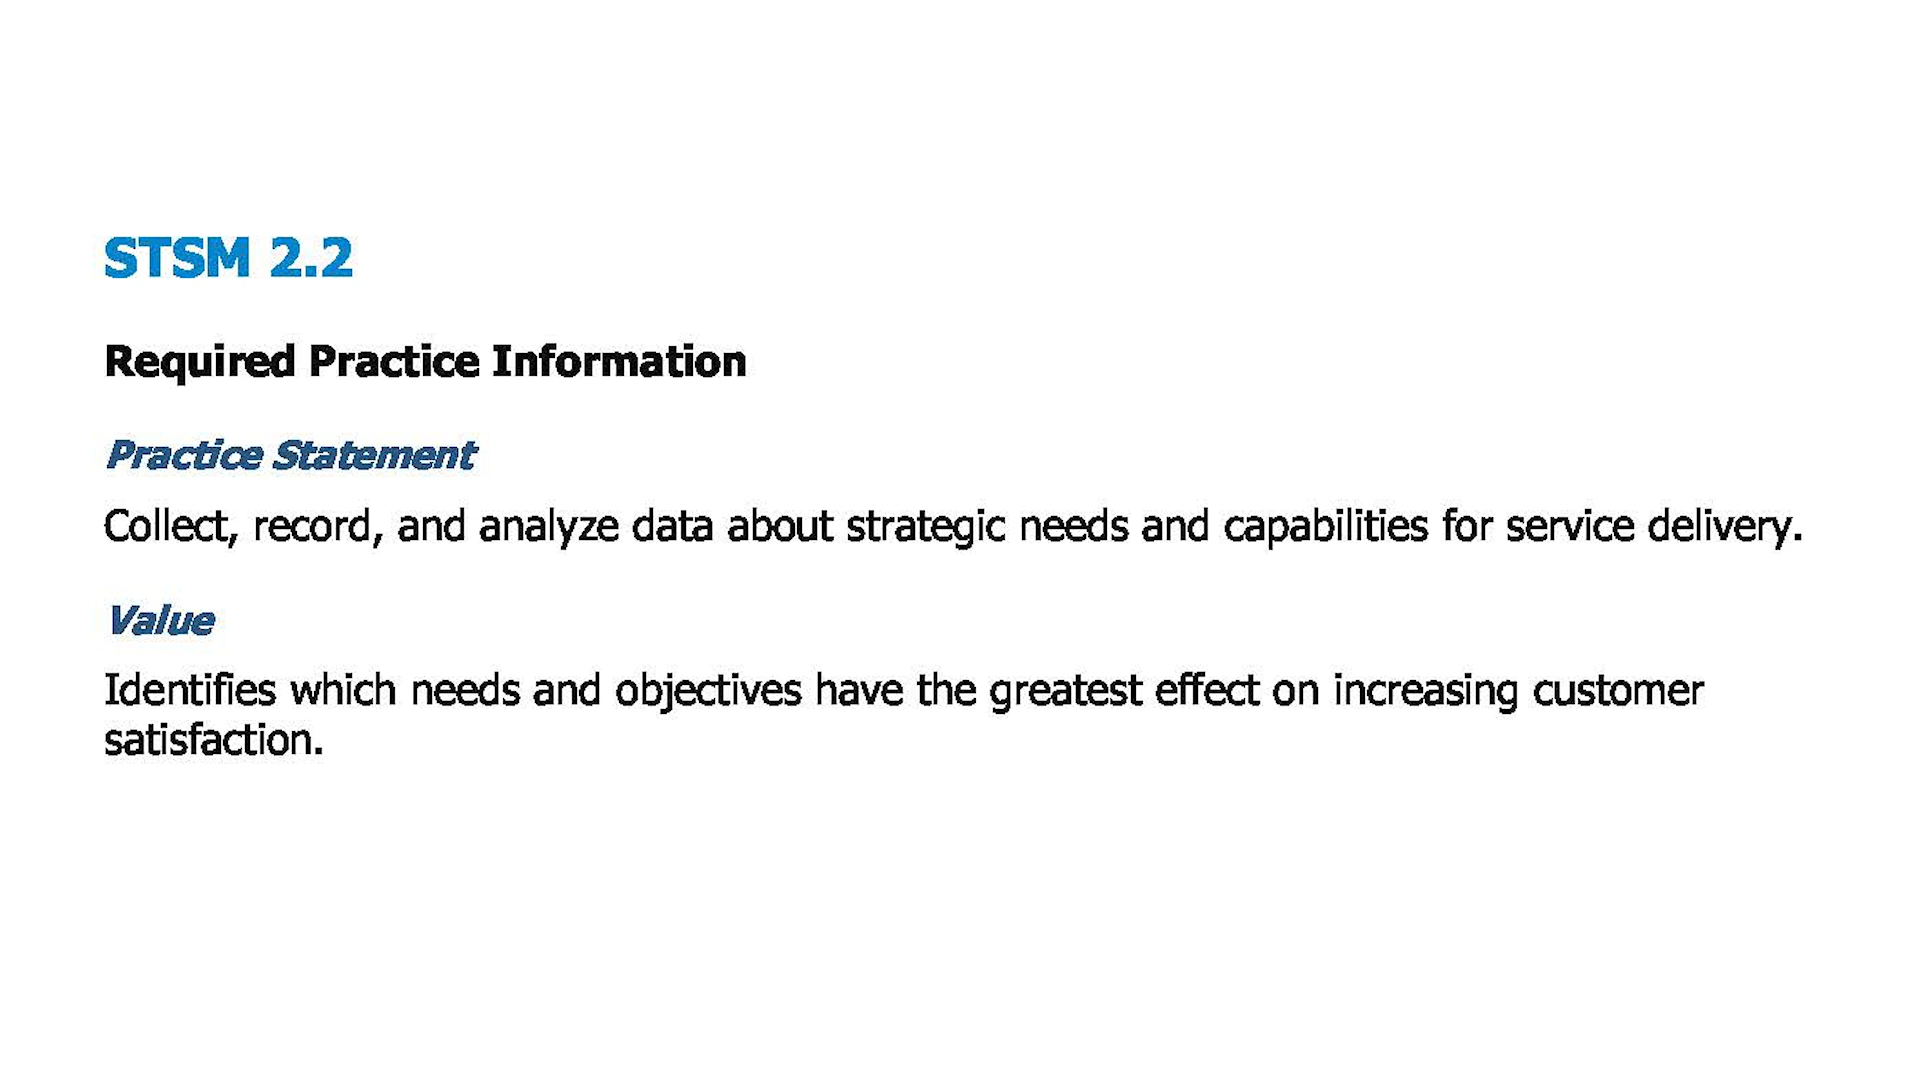 STSM 2.2
Required Practice Information
Practice Statement
Collect, record, and analyze data about strategic needs and capabilities for service delivery.
Value
Identifies which needs and objectives have the greatest effect on increasing customer
satisfaction.